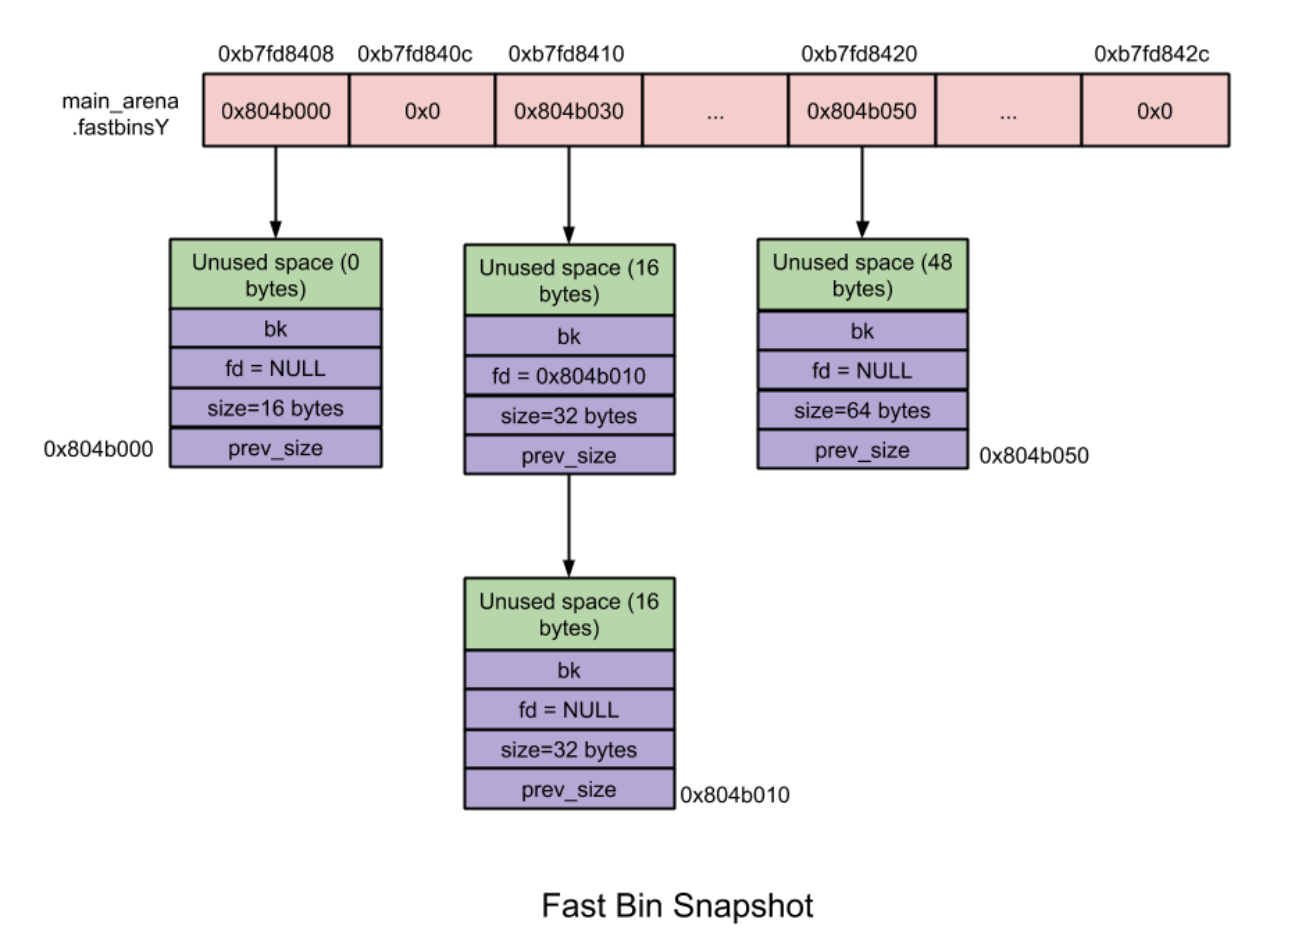 0xb7fd8408
0xb7fd840c
0xb7fd8410
0xb7fd8420
0xb7fd842c
main_arena
.fastbinsY
0x804b000
0x0
0x804b030
...
0x804b050
...
0x0
Unused space (0
bytes)
bk
fd = NULL
size=16 bytes
prev_size
0x804b000
Unused space (16
bytes)
bk
fd = 0x804b010
size=32 bytes
prev_size
Unused space (48
bytes)
bk
fd = NULL
size=64 bytes
prev_size
0x804b050
Unused space (16
bytes)
bk
fd = NULL
size=32 bytes
prev_size
0x804b010
Fast Bin Snapshot